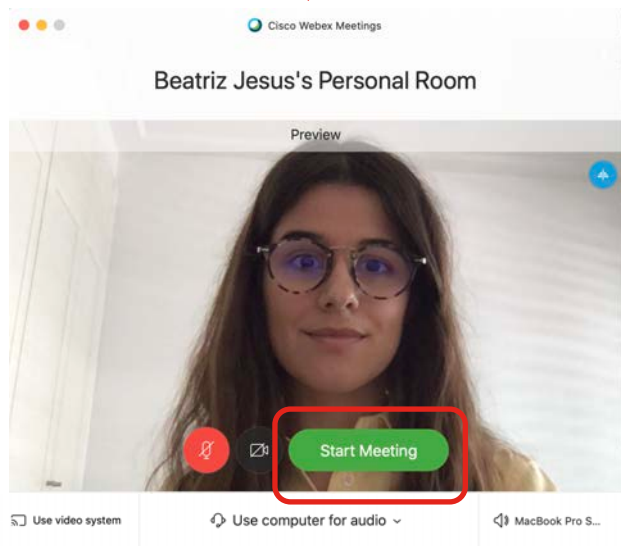 Cisco Webex Meetings
Beatriz Jesus's Personal Room
Preview
Start Meeting
Use video system
Use computer for audio
MacBook Pro S...